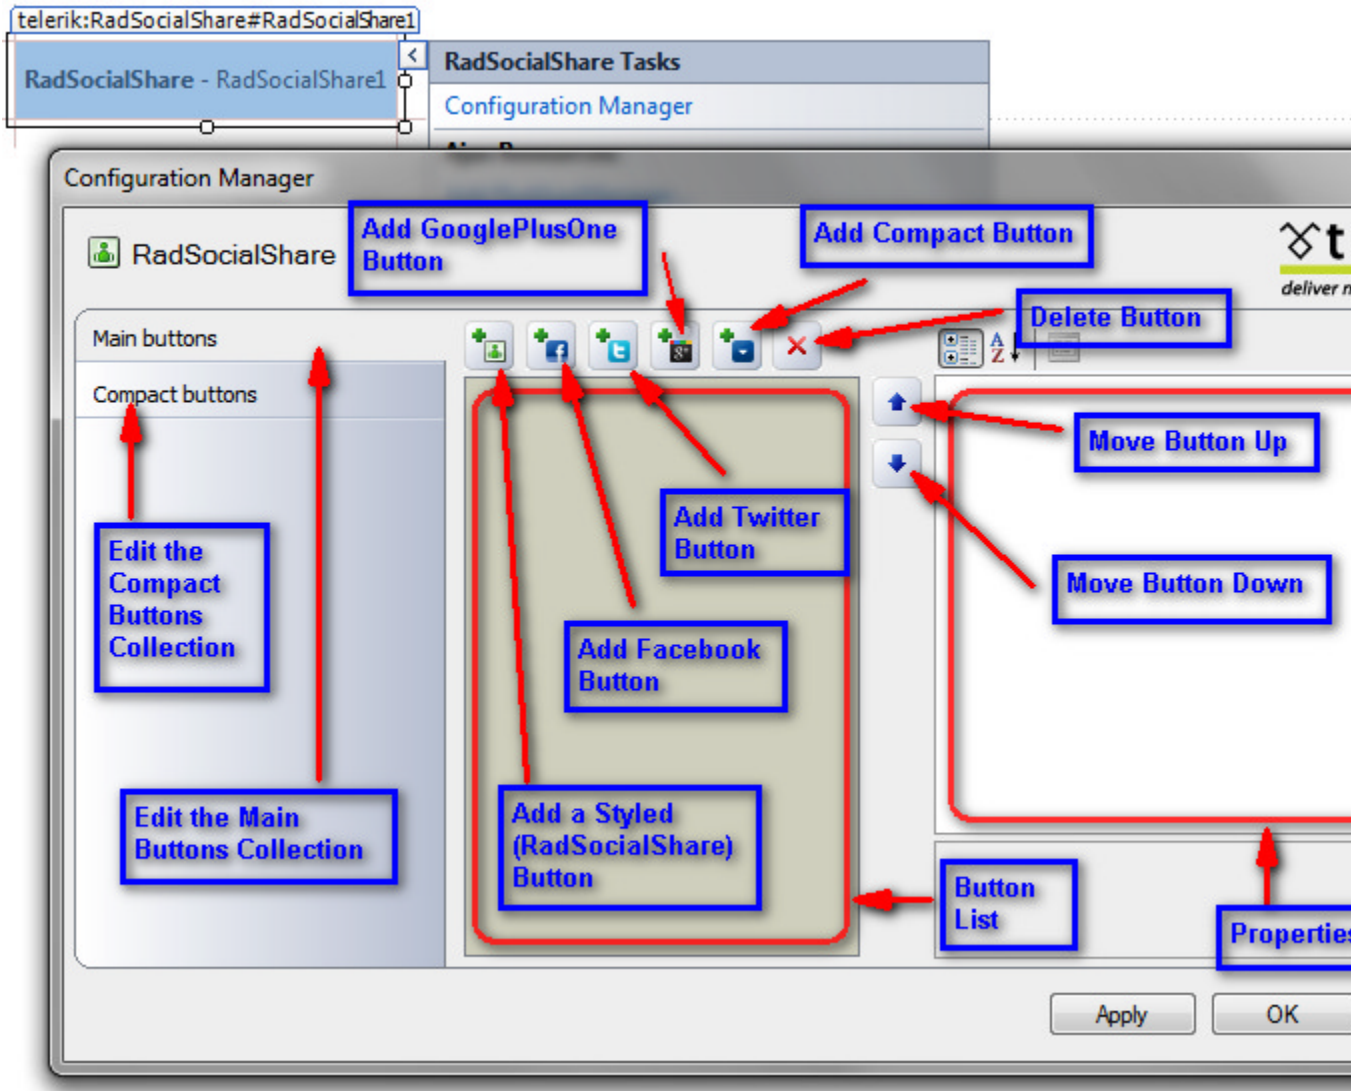 telerik:RadSocialShare#RadSocialShare1
RadSocialShare - RadSocialShare1
RadSocialShare Tasks
Configuration Manager
Configuration Manager
RadSocialShare
Add GooglePlusOne
Button
Add Compact Button
t
deliver
Delete Button
Main buttons
Compact buttons
Move Button Up
Add Twitter
Button
Edit the
Compact
Buttons
Collection
Move Button Down
Add Facebook
Button
Edit the Main
Buttons Collection
Add a Styled
(RadSocialShare)
Button
Button
List
Properties
Apply
OK